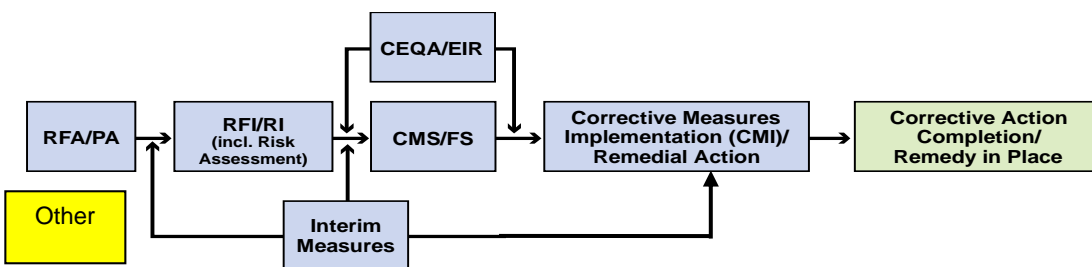 CEQA/EIR
RFA/PA
RFI/RI
(incl. Risk
Assessment)
CMS/FS
Corrective Measures
Implementation (CMI)/
Remedial Action
Corrective Action
Completion/
Remedy in Place
Other
Interim
Measures